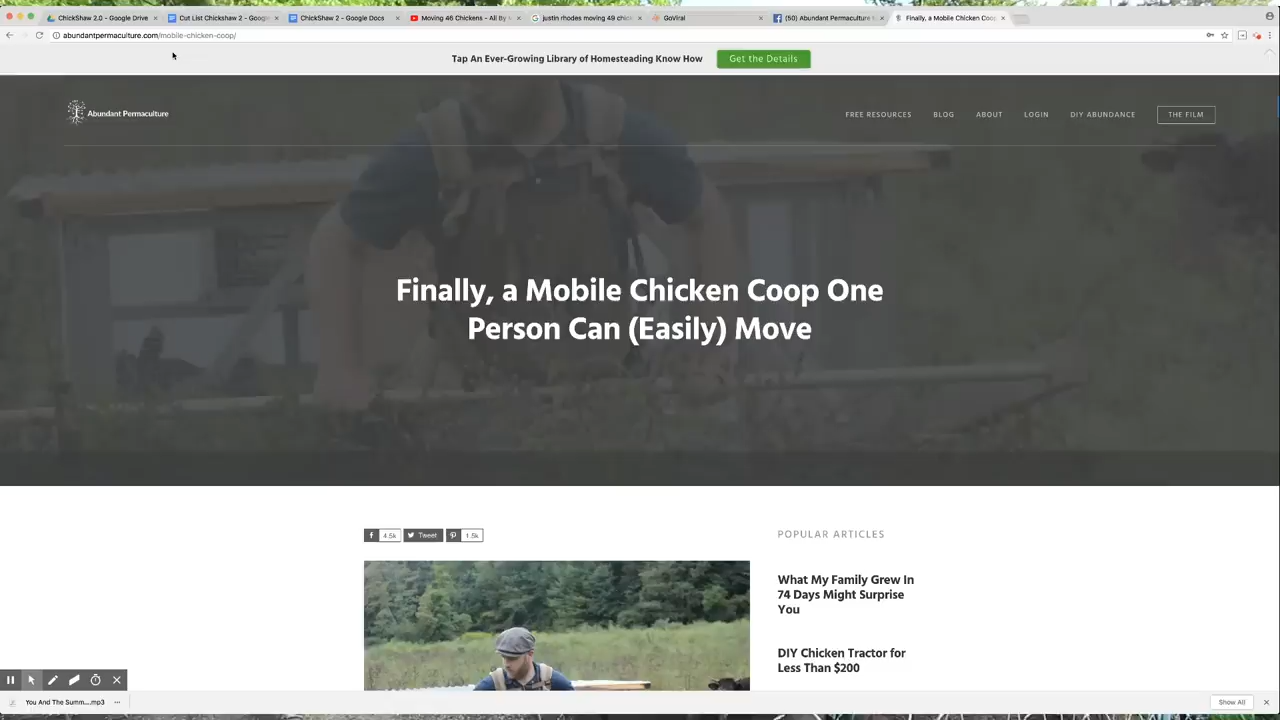 ChickShaw 2.0 - Google Drive
Cut List Chickshaw 2 - Googl
ChickShaw 2 - Google Docs
Moving 46 Chickens - All By
justin rhodes moving 49 chic
GoViral
(50) Abundant Permaculture
Finally, a Mobile Chicken Coop
abundantpermaculture.com/mobile-chicken-coop/
Tap An Ever-Growing Library of Homesteading Know How
Get the Details
Abundant Permaculture
FREE RESOURCES
BLOG
ABOUT
LOGIN
DIY ABUNDANCE
THE FILM
Finally, a Mobile Chicken Coop One
Person Can (Easily) Move
4.5k
Tweet
1.5k
POPULAR ARTICLES
What My Family Grew In
74 Days Might Surprise
You
DIY Chicken Tractor for
Less Than $200
You And The Summ....mp3
Show All